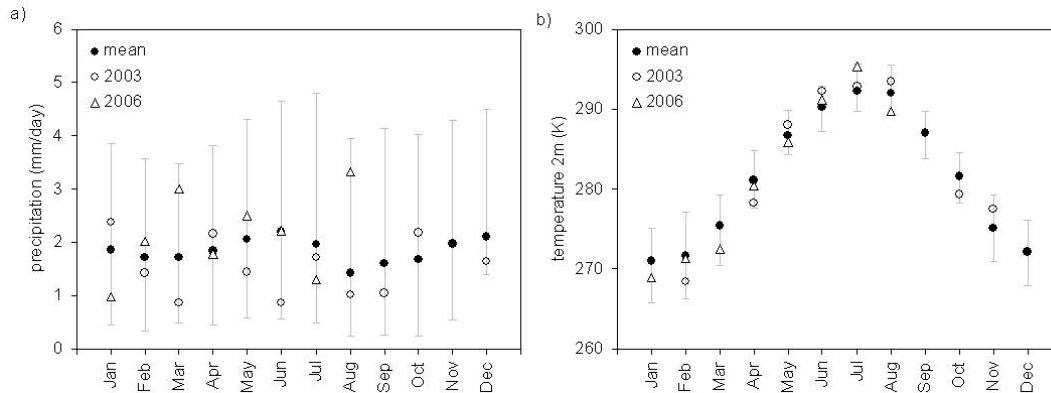 a)
precipitation (mm/day)
6
5
4
3
2
1
0
mean
2003
2006
Jan
Feb
Mar
Apr
May
Jun
Jul
Aug
Sep
Oct
Nov
Dec
b)
temperature 2m (K)
300
290
280
270
260
mean
2003
2006
Jan
Feb
Mar
Apr
May
Jun
Jul
Aug
Sep
Oct
Nov
Dec